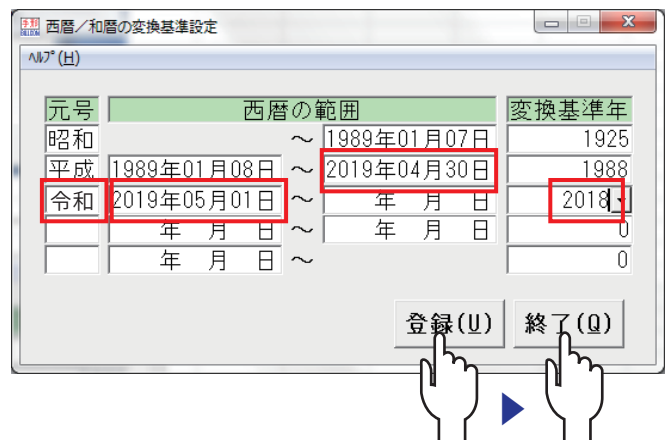 西暦／和暦の変換基準設定
ﾍﾙﾌﾟ(H)
元号 西暦の範囲 変換基準年
昭和 ～ 1989年01月07日 1925
平成 1989年01月08日 ～ 2019年04月30日 1988
令和 2019年05月01日 ～ 年 月 日 2018
年 月 日 ～ 年 月 日 0
年 月 日 ～ 0
登録(U) 終了(Q)